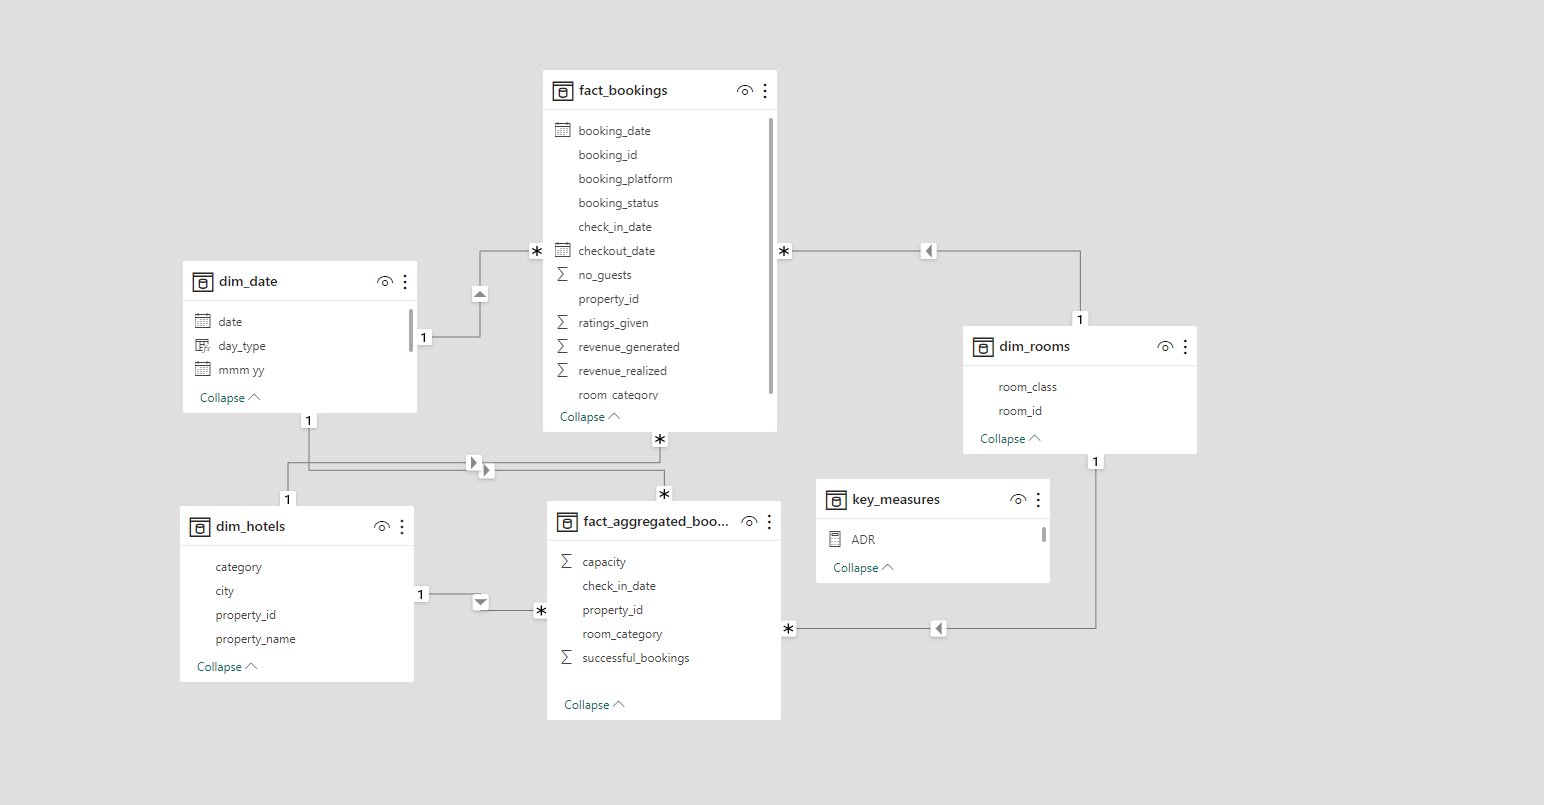 fact_bookings
booking_date
booking_id
booking_platform
booking_status
check_in_date
checkout_date
no_guests
property_id
ratings_given
revenue_generated
revenue_realized
room_category
Collapse
*
*
*
dim_date
date
day_type
mmm yy
Collapse
1
1
dim_rooms
room_class
room_id
Collapse
1
1
dim_hotels
category
city
property_id
property_name
Collapse
1
1
fact_aggregated_boo...
capacity
check_in_date
property_id
room_category
successful_bookings
Collapse
*
*
*
key_measures
ADR
Collapse